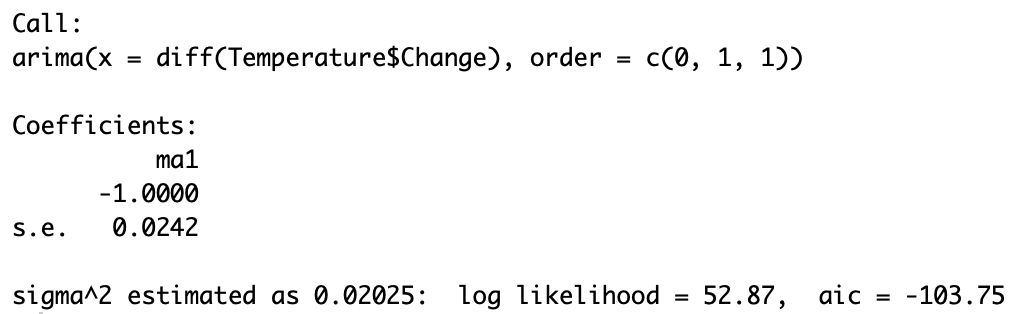 Call:
arima(x = diff(Temperature$Change), order = c(0, 1, 1))
Coefficients:
ma1
-1.0000
s.e. 0.0242
sigma^2 estimated as 0.02025: log likelihood = 52.87, aic = -103.75